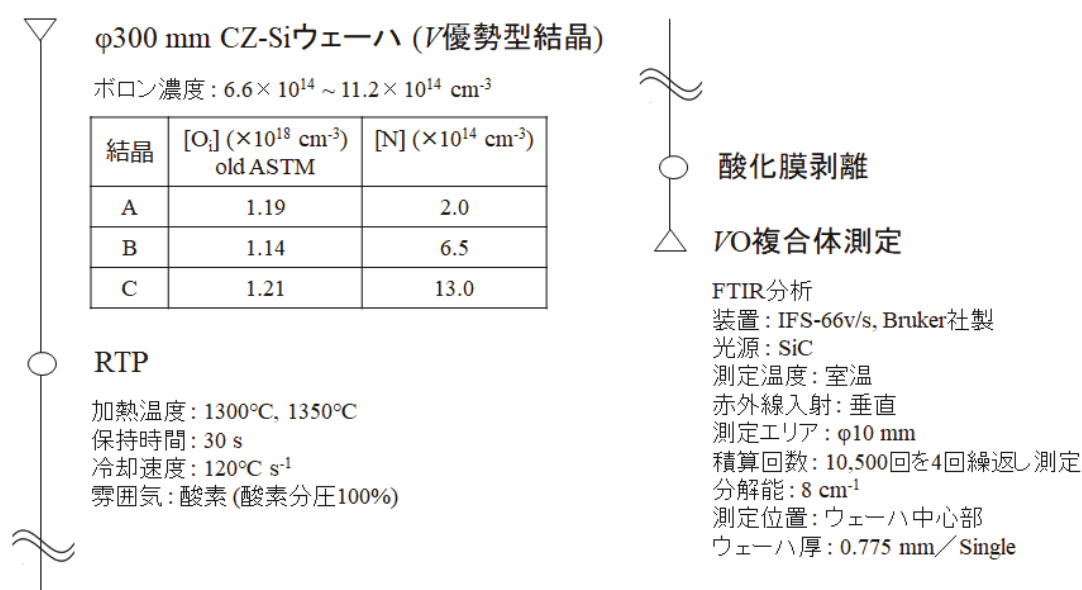 φ300 mm CZ-Siウェーハ (V優勢型結晶)
ボロン濃度 : 6.6× 10¹⁴ ~ 11.2× 10¹⁴ cm⁻³
結晶 [Oᵢ] (×10¹⁸ cm⁻³) old ASTM [N] (×10¹⁴ cm⁻³)
A 1.19 2.0
B 1.14 6.5
C 1.21 13.0
RTP
加熱温度 : 1300°C, 1350°C
保持時間 : 30 s
冷却速度 : 120°C s⁻¹
雰囲気 : 酸素 (酸素分圧100%)
酸化膜剥離
VO複合体測定
FTIR分析
装置 : IFS-66v/s, Bruker社製
光源 : SiC
測定温度 : 室温
赤外線入射 : 垂直
測定エリア : φ10 mm
積算回数 : 10,500回を4回繰返し測定
分解能 : 8 cm⁻¹
測定位置 : ウェーハ中心部
ウェーハ厚 : 0.775 mm／Single